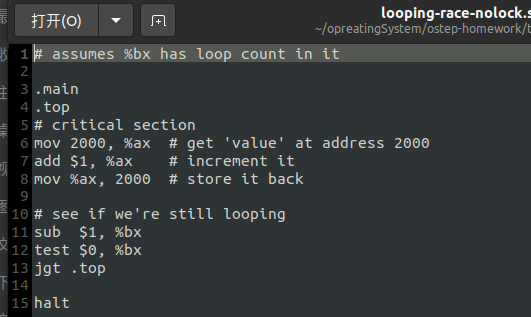 打开(O)
looping-race-nolock.s
~/opreatingSystem/ostep-homework/t
1 # assumes %bx has loop count in it
2
3 .main
4 .top
5 # critical section
6 mov 2000, %ax  # get 'value' at address 2000
7 add $1, %ax    # increment it
8 mov %ax, 2000  # store it back
9
10 # see if we're still looping
11 sub  $1, %bx
12 test $0, %bx
13 jgt .top
14
15 halt